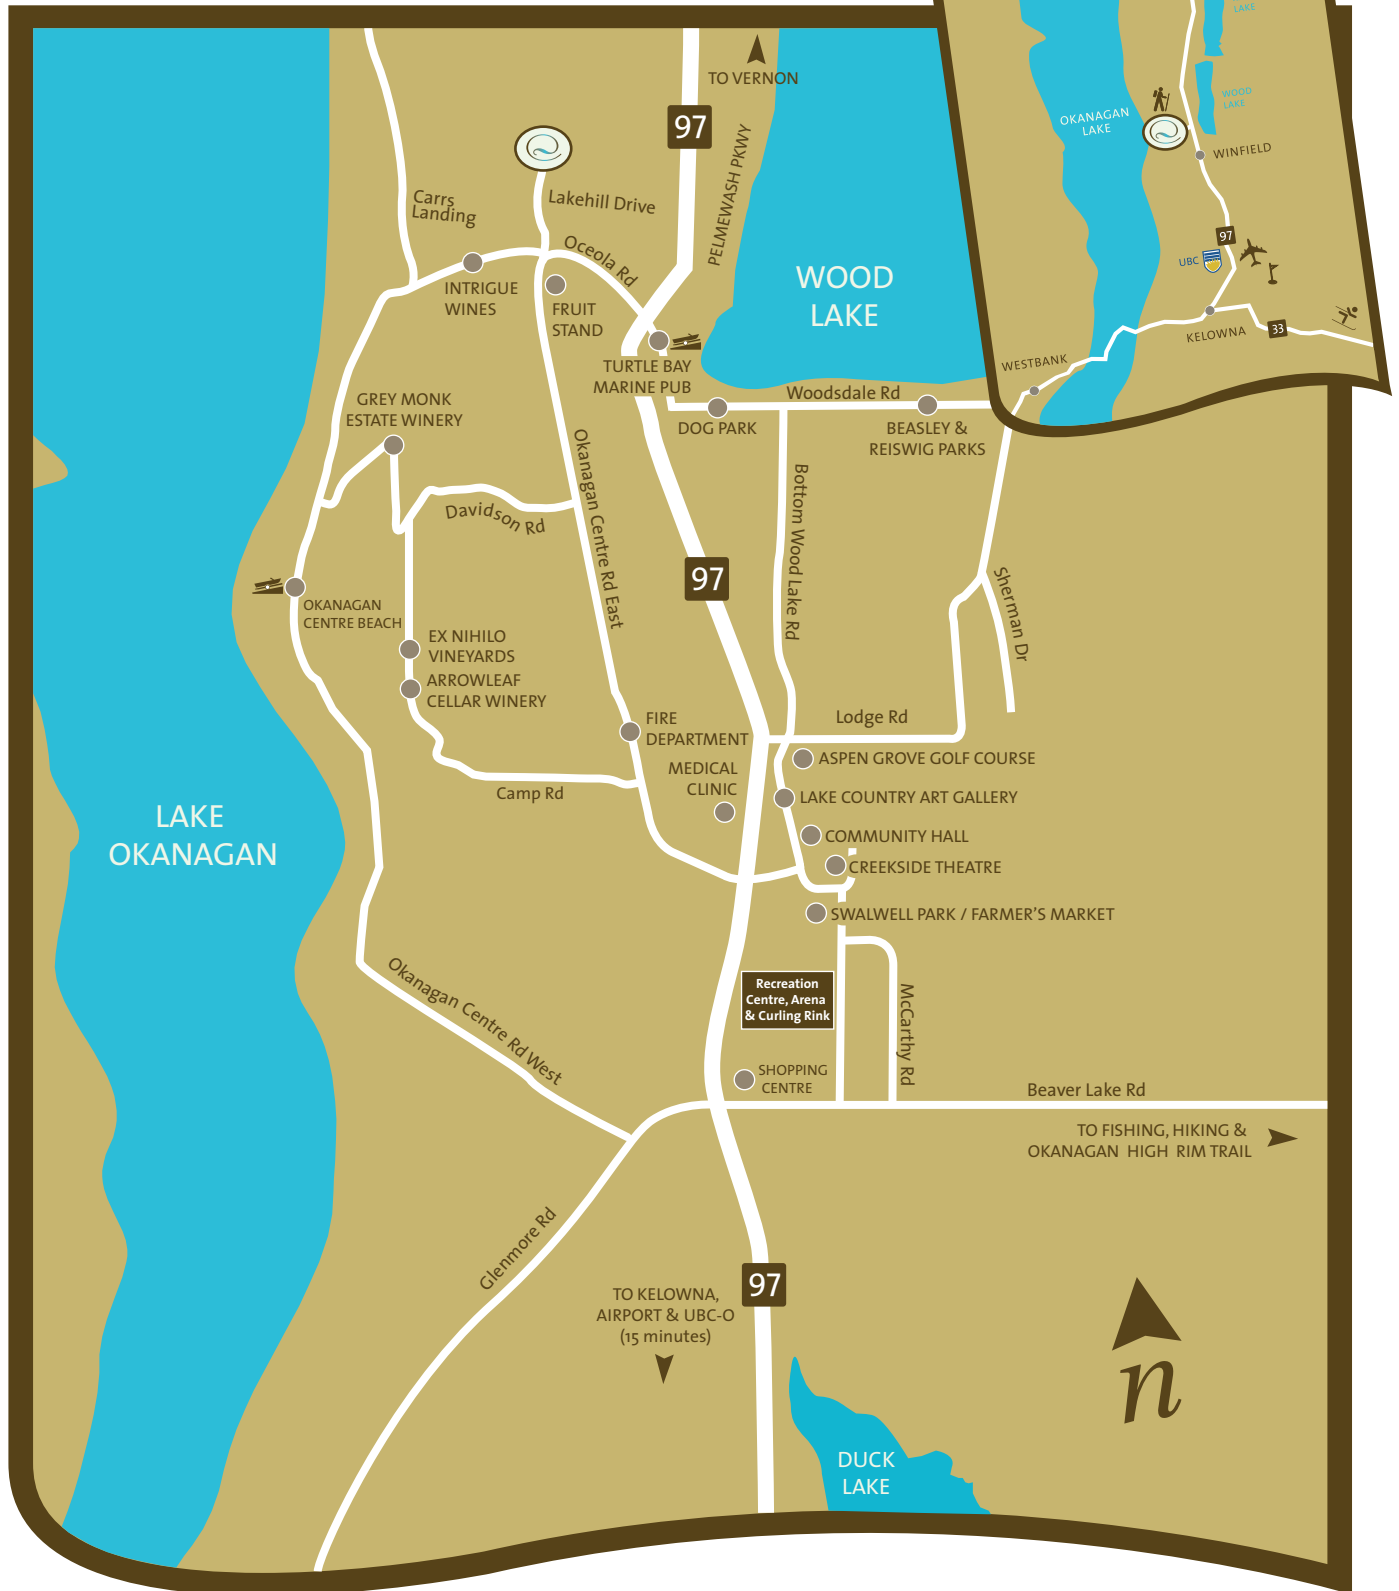 TO VERNON
97
PELMEWASH PKWY
Carrs
Landing
Lakehill Drive
Oceola Rd
INTRIGUE
WINES
FRUIT
STAND
WOOD
LAKE
TURTLE BAY
MARINE PUB
GREY MONK
ESTATE WINERY
Woodsdale Rd
DOG PARK
BEASLEY &
REISWIG PARKS
Okanagan Centre Rd East
Davidson Rd
Bottom Wood Lake Rd
97
Sherman Dr
OKANAGAN
CENTRE BEACH
EX NIHILO
VINEYARDS
ARROWLEAF
CELLAR WINERY
FIRE
DEPARTMENT
Lodge Rd
MEDICAL
CLINIC
ASPEN GROVE GOLF COURSE
Camp Rd
LAKE COUNTRY ART GALLERY
LAKE
OKANAGAN
COMMUNITY HALL
CREEKSIDE THEATRE
SWALWELL PARK / FARMER'S MARKET
Okanagan Centre Rd West
Recreation
Centre, Arena
& Curling Rink
McCarthy Rd
SHOPPING
CENTRE
Beaver Lake Rd
TO FISHING, HIKING &
OKANAGAN HIGH RIM TRAIL
Glenmore Rd
97
TO KELOWNA,
AIRPORT & UBC-O
(15 minutes)
n
DUCK
LAKE
LAKE
WOOD
LAKE
OKANAGAN
LAKE
WINFIELD
97
UBC
KELOWNA
33
WESTBANK